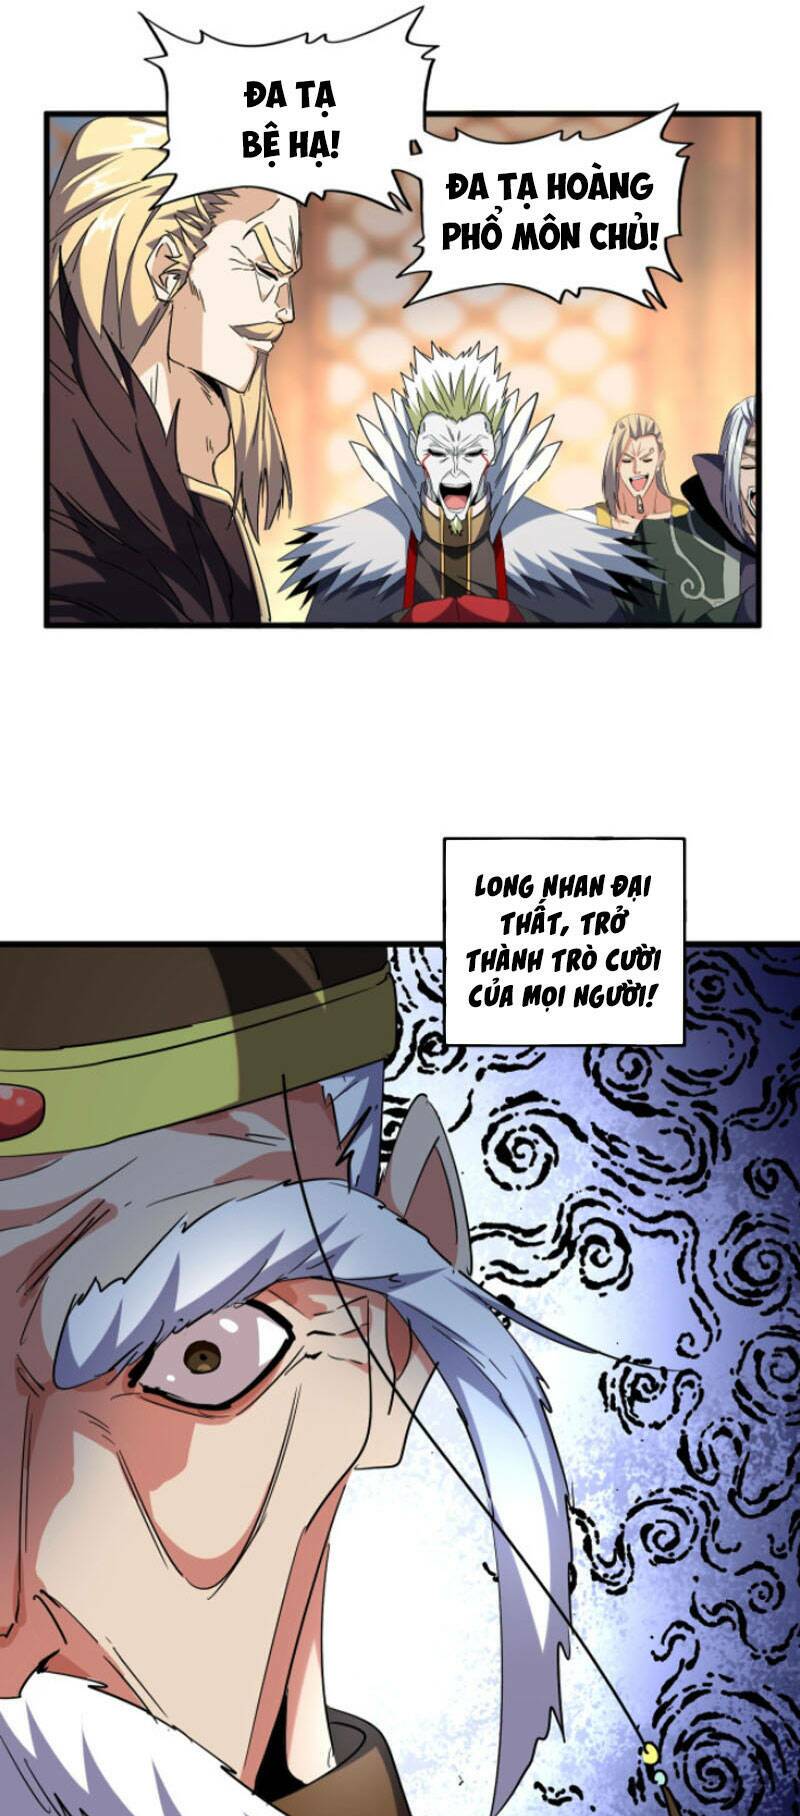 ĐA TẠ
BỆ HẠ!
ĐA TẠ HOÀNG
PHỔ MÔN CHỦ!
LONG NHAN ĐẠI
THẤT, TRỞ
THÀNH TRÒ CƯỜI
CỦA MỌI NGƯỜI!